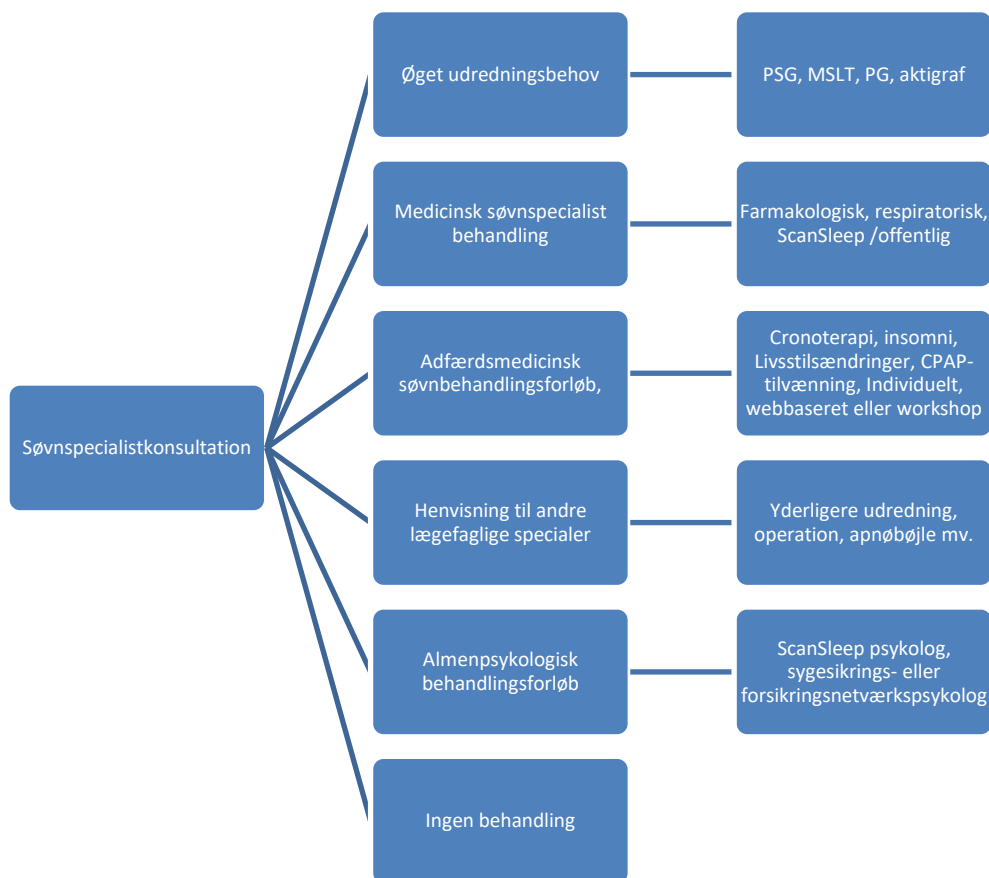 Øget udredningsbehov
PSG, MSLT, PG, aktigraf
Medicinsk søvnspecialist
behandling
Farmakologisk, respiratorisk,
ScanSleep /offentlig
Adfærdsmedicinsk
søvnbehandlingsforløb,
Cronoterapi, insomni,
Livsstilsændringer, CPAP-
tilvænning, Individuelt,
webbaseret eller workshop
Søvnspecialistkonsultation
Henvisning til andre
lægefaglige specialer
Yderligere udredning,
operation, apnøbøjle mv.
Almenpsykologisk
behandlingsforløb
ScanSleep psykolog,
sygesikrings- eller
forsikringsnetværkspsykolog
Ingen behandling